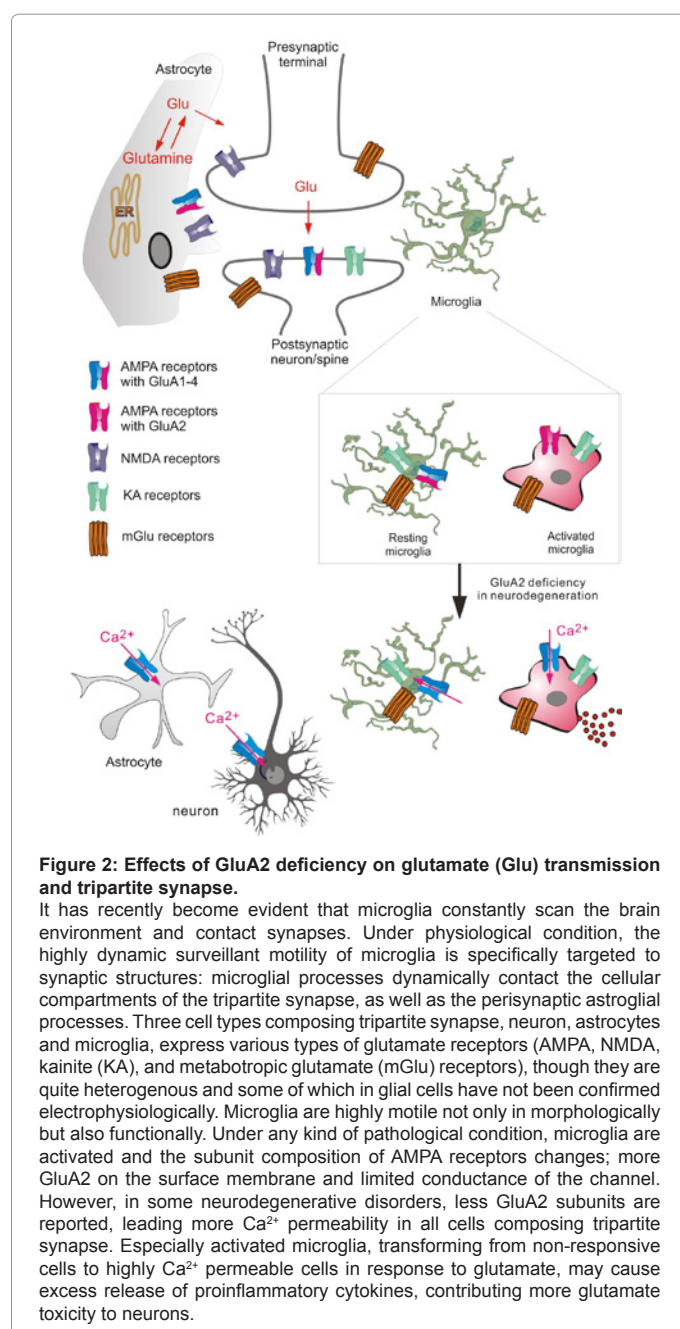 Presynaptic
terminal
Astrocyte
Glu
Glutamine
ER
Glu
Microglia
Postsynaptic
neuron/spine
AMPA receptors
with GluA1-4
AMPA receptors
with GluA2
NMDA receptors
KA receptors
mGlu receptors
Resting
microglia
Activated
microglia
GluA2 deficiency
in neurodegeneration
Ca2+
Ca2+
Ca2+
Astrocyte
neuron
Figure 2: Effects of GluA2 deficiency on glutamate (Glu) transmission
and tripartite synapse.
It has recently become evident that microglia constantly scan the brain
environment and contact synapses. Under physiological condition, the
highly dynamic surveillant motility of microglia is specifically targeted to
synaptic structures: microglial processes dynamically contact the cellular
compartments of the tripartite synapse, as well as the perisynaptic astroglial
processes. Three cell types composing tripartite synapse, neuron, astrocytes
and microglia, express various types of glutamate receptors (AMPA, NMDA,
kainite (KA), and metabotropic glutamate (mGlu) receptors), though they are
quite heterogenous and some of which in glial cells have not been confirmed
electrophysiologically. Microglia are highly motile not only in morphologically
but also functionally. Under any kind of pathological condition, microglia are
activated and the subunit composition of AMPA receptors changes; more
GluA2 on the surface membrane and limited conductance of the channel.
However, in some neurodegenerative disorders, less GluA2 subunits are
reported, leading more Ca2+ permeability in all cells composing tripartite
synapse. Especially activated microglia, transforming from non-responsive
cells to highly Ca2+ permeable cells in response to glutamate, may cause
excess release of proinflammatory cytokines, contributing more glutamate
toxicity to neurons.